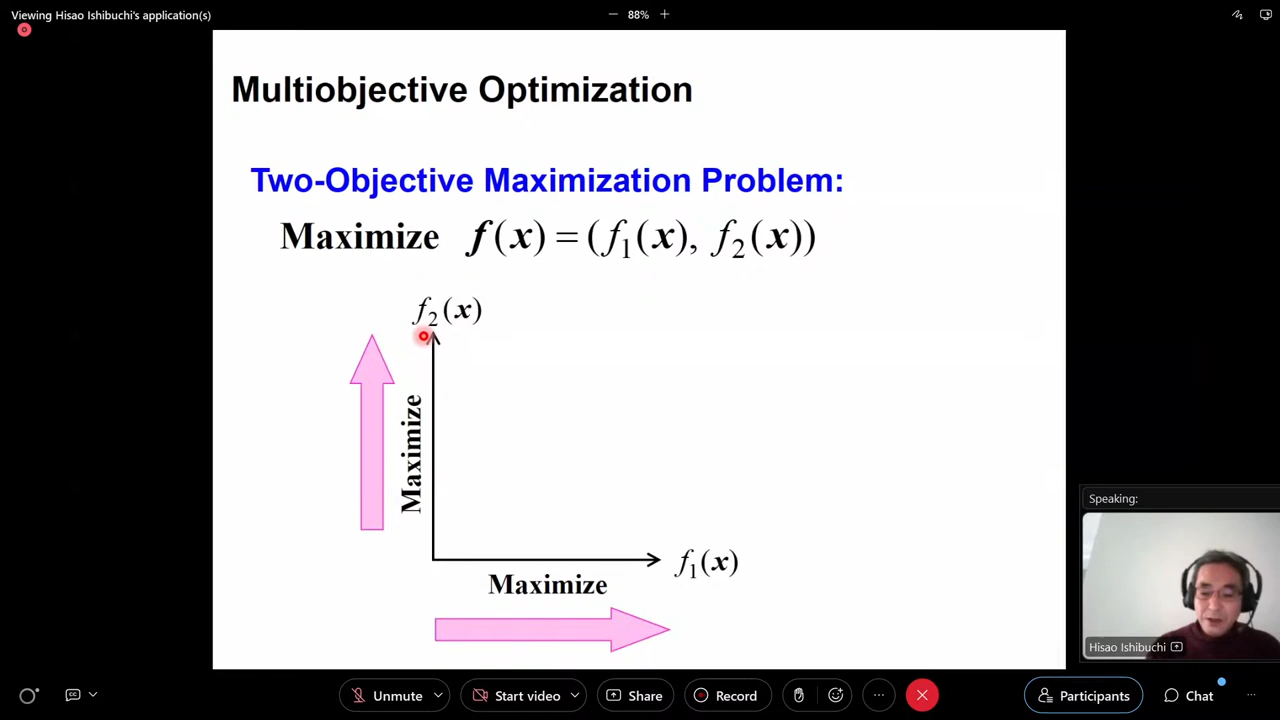 Viewing Hisao Ishibuchi's application(s)
88%
Multiobjective Optimization
Two-Objective Maximization Problem:
Maximize f(x) = (f₁(x), f₂(x))
f₂(x)
Maximize
f₁(x)
Maximize
Speaking:
Hisao Ishibuchi
CC
Unmute
Start video
Share
Record
Participants
Chat